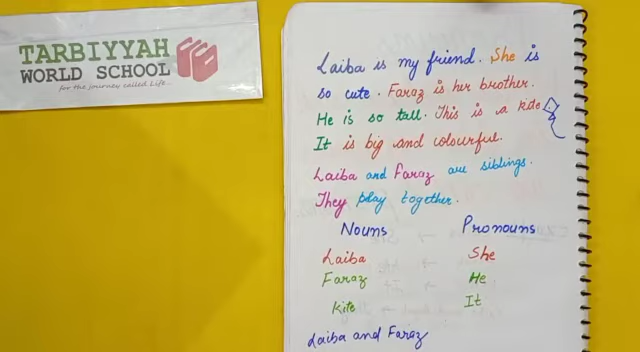 TARBIYYAH
WORLD SCHOOL
for the journey called Life...
Laiba is my friend. She is
so cute. Faraz is her brother.
He is so tall. This is a kite
It is big and colourful.
Laiba and Faraz are siblings.
They play together.
Nouns Pronouns
Laiba She
Faraz He
Kite It
Laiba and Faraz